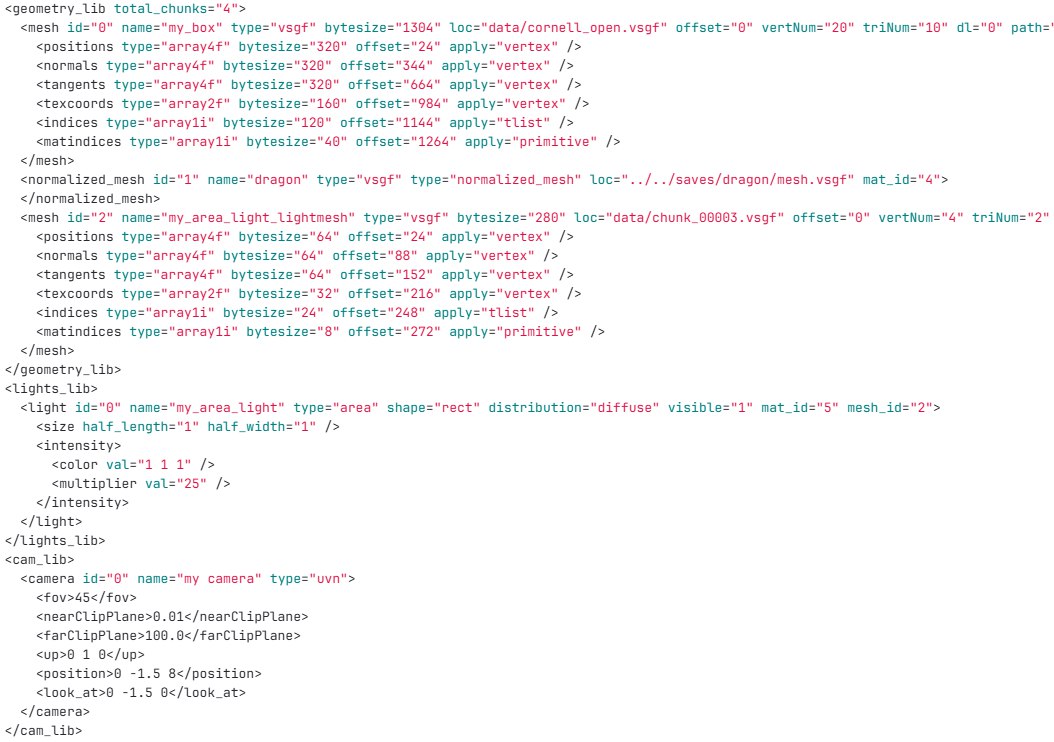 <geometry_lib total_chunks="4">
  <mesh id="0" name="my_box" type="vsgf" bytesize="1304" loc="data/cornell_open.vsgf" offset="0" vertNum="20" triNum="10" dl="0" path="
    <positions type="array4f" bytesize="320" offset="24" apply="vertex" />
    <normals type="array4f" bytesize="320" offset="344" apply="vertex" />
    <tangents type="array4f" bytesize="320" offset="664" apply="vertex" />
    <texcoords type="array2f" bytesize="160" offset="984" apply="vertex" />
    <indices type="array1i" bytesize="120" offset="1144" apply="tlist" />
    <matindices type="array1i" bytesize="40" offset="1264" apply="primitive" />
  </mesh>
  <normalized_mesh id="1" name="dragon" type="vsgf" type="normalized_mesh" loc="../../saves/dragon/mesh.vsgf" mat_id="4">
  </normalized_mesh>
  <mesh id="2" name="my_area_light_lightmesh" type="vsgf" bytesize="280" loc="data/chunk_00003.vsgf" offset="0" vertNum="4" triNum="2"
    <positions type="array4f" bytesize="64" offset="24" apply="vertex" />
    <normals type="array4f" bytesize="64" offset="88" apply="vertex" />
    <tangents type="array4f" bytesize="64" offset="152" apply="vertex" />
    <texcoords type="array2f" bytesize="32" offset="216" apply="vertex" />
    <indices type="array1i" bytesize="24" offset="248" apply="tlist" />
    <matindices type="array1i" bytesize="8" offset="272" apply="primitive" />
  </mesh>
</geometry_lib>
<lights_lib>
  <light id="0" name="my_area_light" type="area" shape="rect" distribution="diffuse" visible="1" mat_id="5" mesh_id="2">
    <size half_length="1" half_width="1" />
    <intensity>
      <color val="1 1 1" />
      <multiplier val="25" />
    </intensity>
  </light>
</lights_lib>
<cam_lib>
  <camera id="0" name="my camera" type="uvn">
    <fov>45</fov>
    <nearClipPlane>0.01</nearClipPlane>
    <farClipPlane>100.0</farClipPlane>
    <up>0 1 0</up>
    <position>0 -1.5 8</position>
    <look_at>0 -1.5 0</look_at>
  </camera>
</cam_lib>